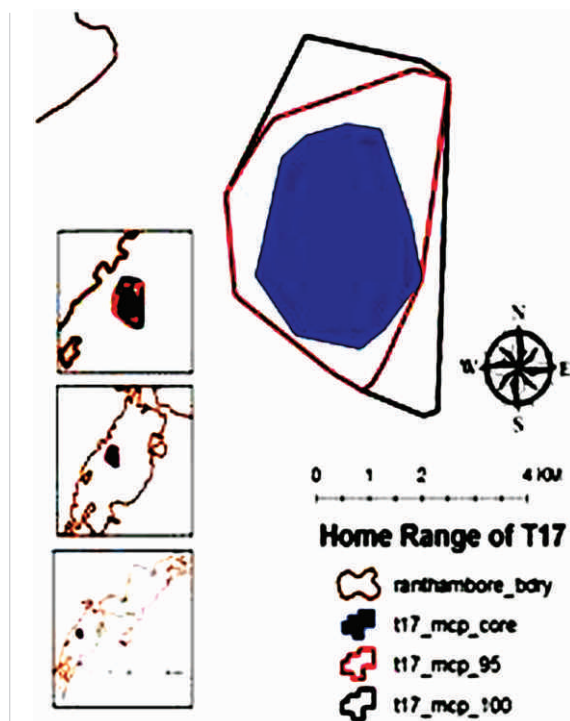 N
W E
S
0 1 2 4 KM
Home Range of T17
ranthambore_bdry
t17_mcp_core
t17_mcp_95
t17_mcp_100